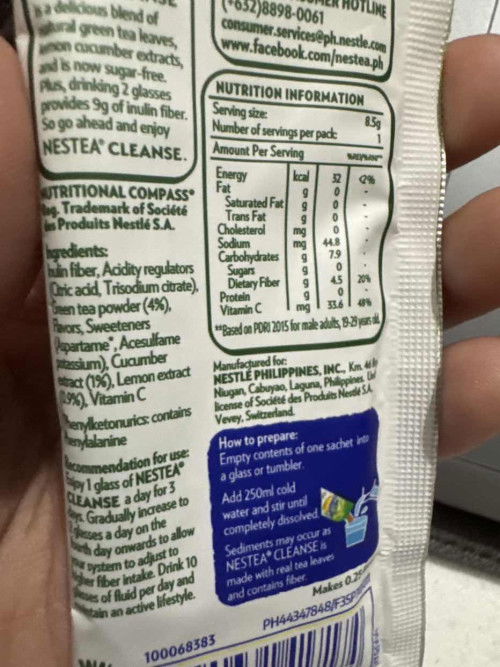 is a delicious blend of
natural green tea leaves,
lemon cucumber extracts,
and is now sugar-free.
Plus, drinking 2 glasses
provides 9g of inulin fiber.
So go ahead and enjoy
NESTEA® CLEANSE.
NUTRITIONAL COMPASS®
Reg. Trademark of Société
des Produits Nestlé S.A.
Ingredients:
Inulin fiber, Acidity regulators
(Citric acid, Trisodium citrate),
Green tea powder (4%),
Flavors, Sweeteners
(Aspartame*, Acesulfame
potassium), Cucumber
extract (1%), Lemon extract
Vitamin C
Phenylketonurics: contains
Phenylalanine
Recommendation for use:
Enjoy 1 glass of NESTEA®
CLEANSE a day for 3
days. Gradually increase to
glasses a day on the
day onwards to allow
your system to adjust to
higher fiber intake. Drink 10
glasses of fluid per day and
maintain an active lifestyle.
HOTLINE
(+632)8898-0061
consumer.services@ph.nestle.com
www.facebook.com/nestea.ph
NUTRITION INFORMATION
Serving size: 8.5g
Number of servings per pack: 1
Amount Per Serving
Energy kcal 32 <2%
Fat g 0 -
Saturated Fat g 0 -
Trans Fat g 0 -
Cholesterol mg 0 -
Sodium mg 44.8 -
Carbohydrates g 7.9 -
Sugars g 0 -
Dietary Fiber g 4.5 20%
Protein g 0 -
Vitamin C mg 33.6 48%
**Based on PDRI 2015 for male adults, 19-29 years old.
Manufactured for:
NESTLÉ PHILIPPINES, INC., Km.
Niugan, Cabuyao, Laguna, Philippines.
license of Société des Produits Nestlé S.A.
Vevey, Switzerland.
How to prepare:
Empty contents of one sachet into
a glass or tumbler.
Add 250ml cold
water and stir until
completely dissolved.
Sediments may occur as
NESTEA® CLEANSE is
made with real tea leaves
and contains fiber.
Makes
PH44347848/F3SP
100068383